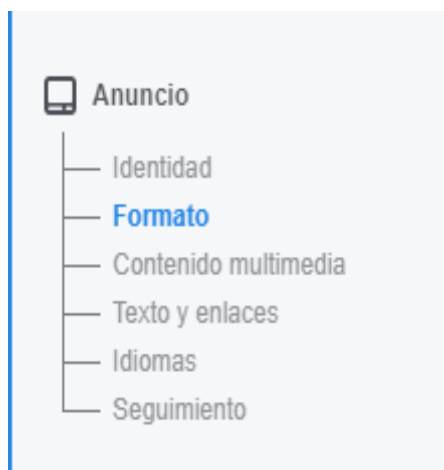 Anuncio
Identidad
Formato
Contenido multimedia
Texto y enlaces
Idiomas
Seguimiento